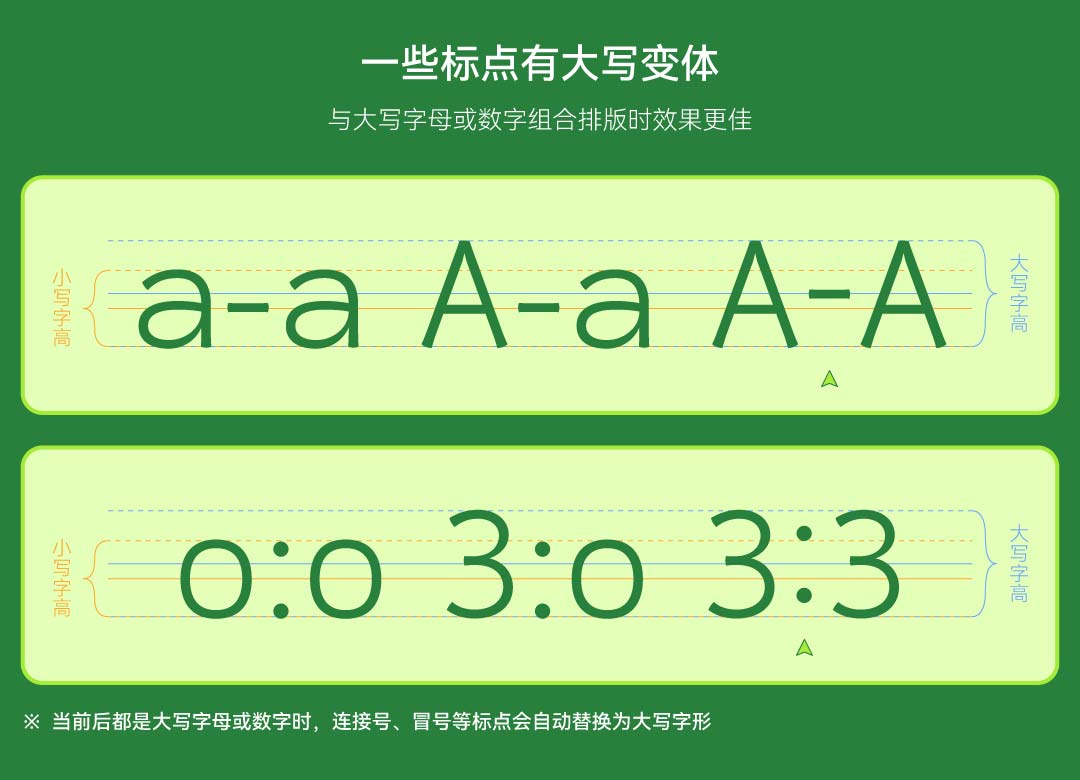 一些标点有大写变体
与大写字母或数字组合排版时效果更佳
小写字高
a-a A-a A-A
大写字高
小写字高
o:o 3:o 3:3
大写字高
※ 当前后都是大写字母或数字时，连接号、冒号等标点会自动替换为大写字形